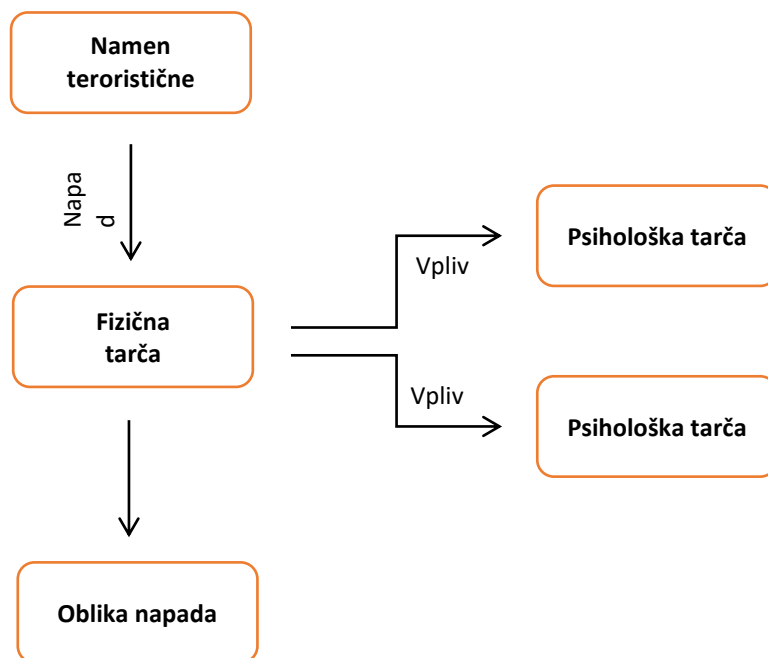 Namen
teroristične
Napa
d
Psihološka tarča
Vpliv
Fizična
tarča
Vpliv
Psihološka tarča
Oblika napada